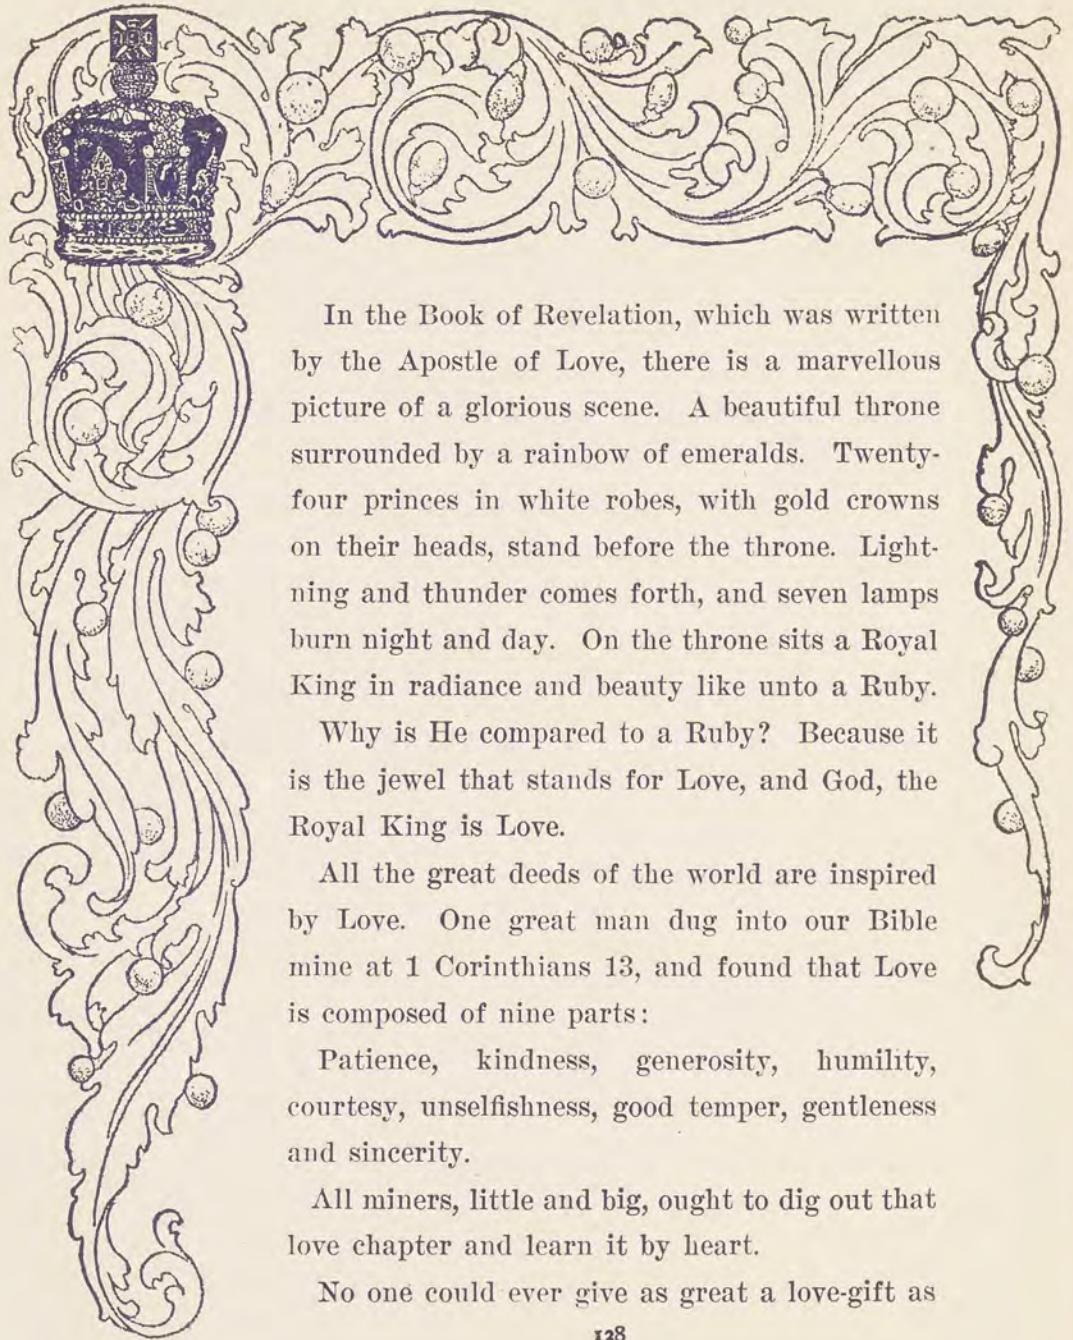 In the Book of Revelation, which was written
by the Apostle of Love, there is a marvellous
picture of a glorious scene. A beautiful throne
surrounded by a rainbow of emeralds. Twenty-
four princes in white robes, with gold crowns
on their heads, stand before the throne. Light-
ning and thunder comes forth, and seven lamps
burn night and day. On the throne sits a Royal
King in radiance and beauty like unto a Ruby.
Why is He compared to a Ruby? Because it
is the jewel that stands for Love, and God, the
Royal King is Love.
All the great deeds of the world are inspired
by Love. One great man dug into our Bible
mine at 1 Corinthians 13, and found that Love
is composed of nine parts:
Patience, kindness, generosity, humility,
courtesy, unselfishness, good temper, gentleness
and sincerity.
All miners, little and big, ought to dig out that
love chapter and learn it by heart.
No one could ever give as great a love-gift as
128